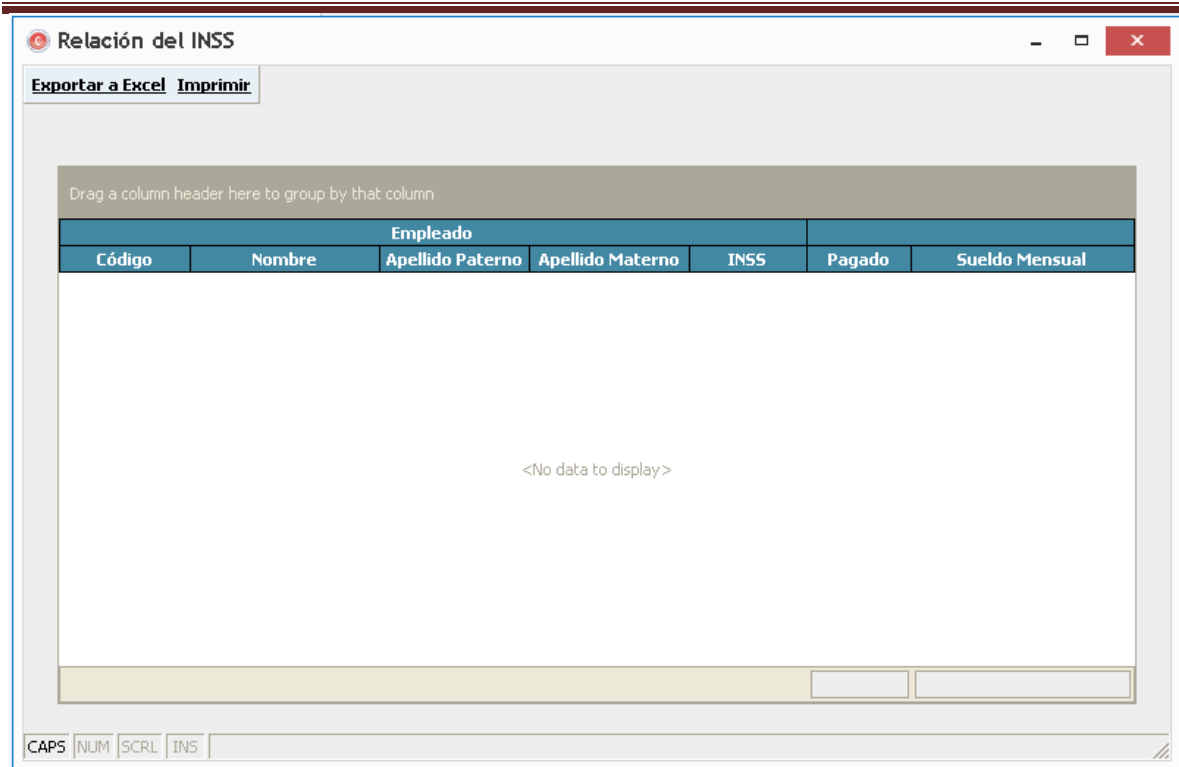 Relación del INSS
Exportar a Excel Imprimir
Drag a column header here to group by that column
Empleado
Código Nombre Apellido Paterno Apellido Materno INSS Pagado Sueldo Mensual
<No data to display>
CAPS NUM SCRL INS